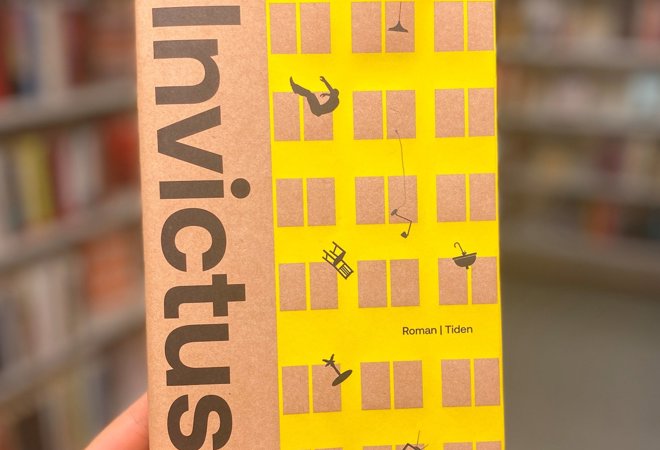 Invictus
Roman | Tiden